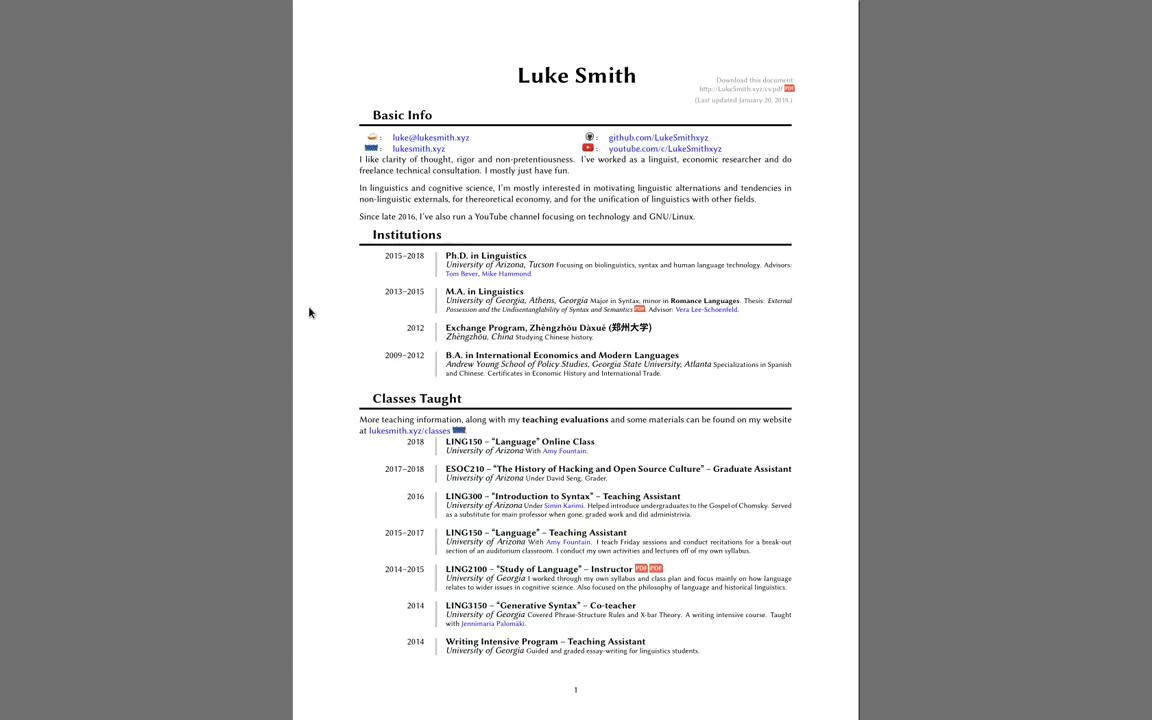 Luke Smith
Download this document:
http://LukeSmith.xyz/cv.pdf PDF
(Last updated January 20, 2018.)
Basic Info
: luke@lukesmith.xyz
: github.com/LukeSmithxyz
: lukesmith.xyz
: youtube.com/c/LukeSmithxyz
I like clarity of thought, rigor and non-pretentiousness. I've worked as a linguist, economic researcher and do
freelance technical consultation. I mostly just have fun.
In linguistics and cognitive science, I'm mostly interested in motivating linguistic alternations and tendencies in
non-linguistic externals, for thereoretical economy, and for the unification of linguistics with other fields.
Since late 2016, I've also run a YouTube channel focusing on technology and GNU/Linux.
Institutions
2015–2018 Ph.D. in Linguistics
University of Arizona, Tucson Focusing on biolinguistics, syntax and human language technology. Advisors:
Tom Bever, Mike Hammond.
2013–2015 M.A. in Linguistics
University of Georgia, Athens, Georgia Major in Syntax; minor in Romance Languages. Thesis: External
Possession and the Undisentanglability of Syntax and Semantics PDF. Advisor: Vera Lee-Schoenfeld.
2012 Exchange Program, Zhèngzhōu Dàxué (郑州大学)
Zhèngzhōu, China Studying Chinese history.
2009–2012 B.A. in International Economics and Modern Languages
Andrew Young School of Policy Studies, Georgia State University, Atlanta Specializations in Spanish
and Chinese. Certificates in Economic History and International Trade.
Classes Taught
More teaching information, along with my teaching evaluations and some materials can be found on my website
at lukesmith.xyz/classes .
2018 LING150 – “Language” Online Class
University of Arizona With Amy Fountain.
2017–2018 ESOC210 – “The History of Hacking and Open Source Culture” – Graduate Assistant
University of Arizona Under David Seng. Grader.
2016 LING300 – “Introduction to Syntax” – Teaching Assistant
University of Arizona Under Simin Karimi. Helped introduce undergraduates to the Gospel of Chomsky. Served
as a substitute for main professor when gone, graded work and did administrivia.
2015–2017 LING150 – “Language” – Teaching Assistant
University of Arizona With Amy Fountain. I teach Friday sessions and conduct recitations for a break-out
section of an auditorium classroom. I conduct my own activities and lectures off of my own syllabus.
2014–2015 LING2100 – “Study of Language” – Instructor PDF PDF
University of Georgia I worked through my own syllabus and class plan and focus mainly on how language
relates to wider issues in cognitive science. Also focused on the philosophy of language and historical linguistics.
2014 LING3150 – “Generative Syntax” – Co-teacher
University of Georgia Covered Phrase-Structure Rules and X-bar Theory. A writing intensive course. Taught
with Jennimaria Palomäki.
2014 Writing Intensive Program – Teaching Assistant
University of Georgia Guided and graded essay-writing for linguistics students.
1